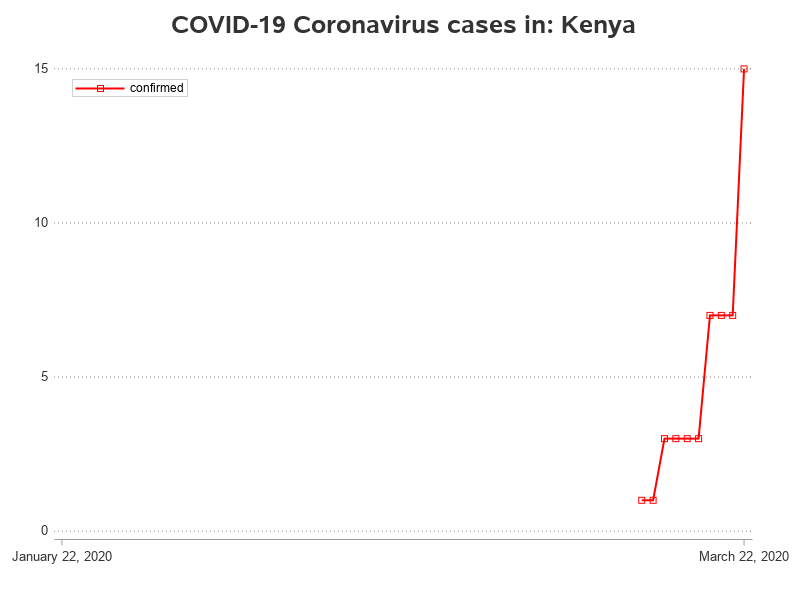 COVID-19 Coronavirus cases in: Kenya
15
confirmed
10
5
0
January 22, 2020
March 22, 2020